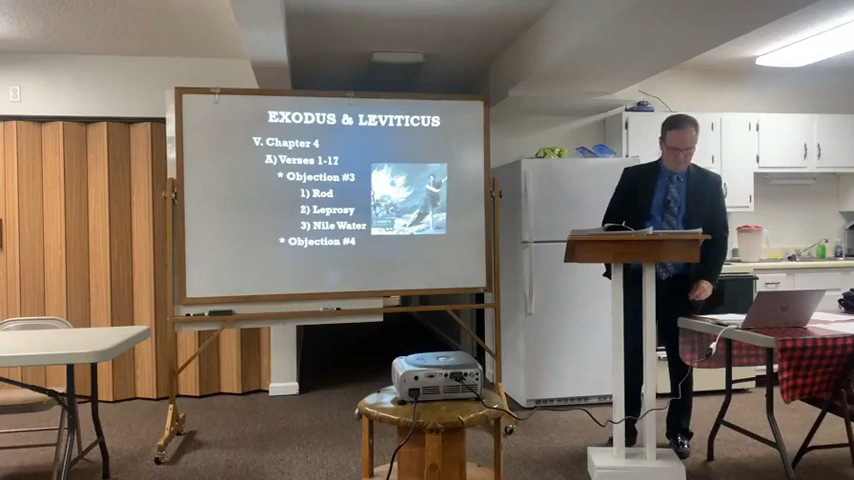 EXODUS & LEVITICUS
V. Chapter 4
A) Verses 1-17
* Objection #3
1) Rod
2) Leprosy
3) Nile Water
* Objection #4